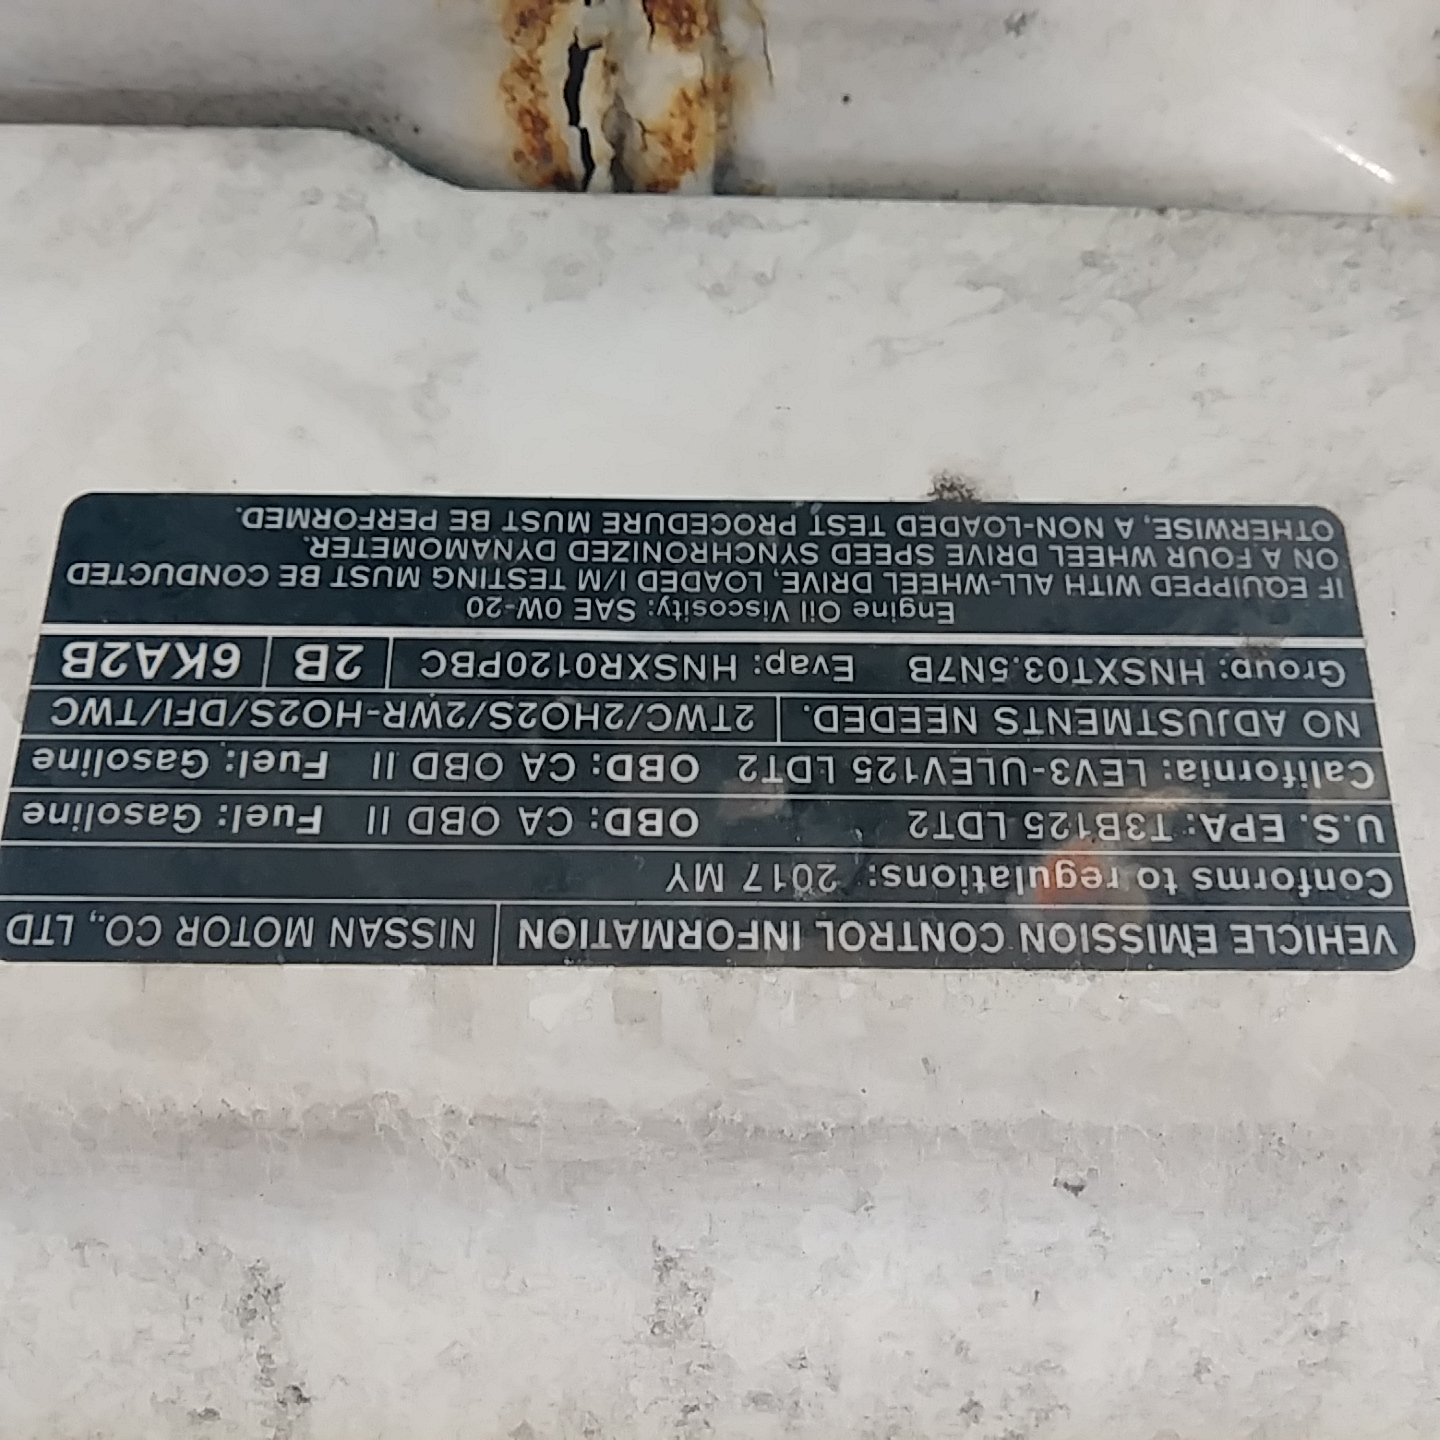 VEHICLE EMISSION CONTROL INFORMATION NISSAN MOTOR CO., LTD
Conforms to regulations: 2017 MY
U.S. EPA: T3B125 LDT2 OBD: CA OBD II Fuel: Gasoline
California: LEV3-ULEV125 LDT2 OBD: CA OBD II Fuel: Gasoline
NO ADJUSTMENTS NEEDED. 2TWC/2HO2S/2WR-HO2S/DFI/TWC
Group: HNSXT03.5N7B Evap: HNSXR0120PBC 2B 6KA2B
Engine Oil Viscosity: SAE 0W-20
IF EQUIPPED WITH ALL-WHEEL DRIVE, LOADED I/M TESTING MUST BE CONDUCTED
ON A FOUR WHEEL DRIVE SPEED SYNCHRONIZED DYNAMOMETER.
OTHERWISE, A NON-LOADED TEST PROCEDURE MUST BE PERFORMED.